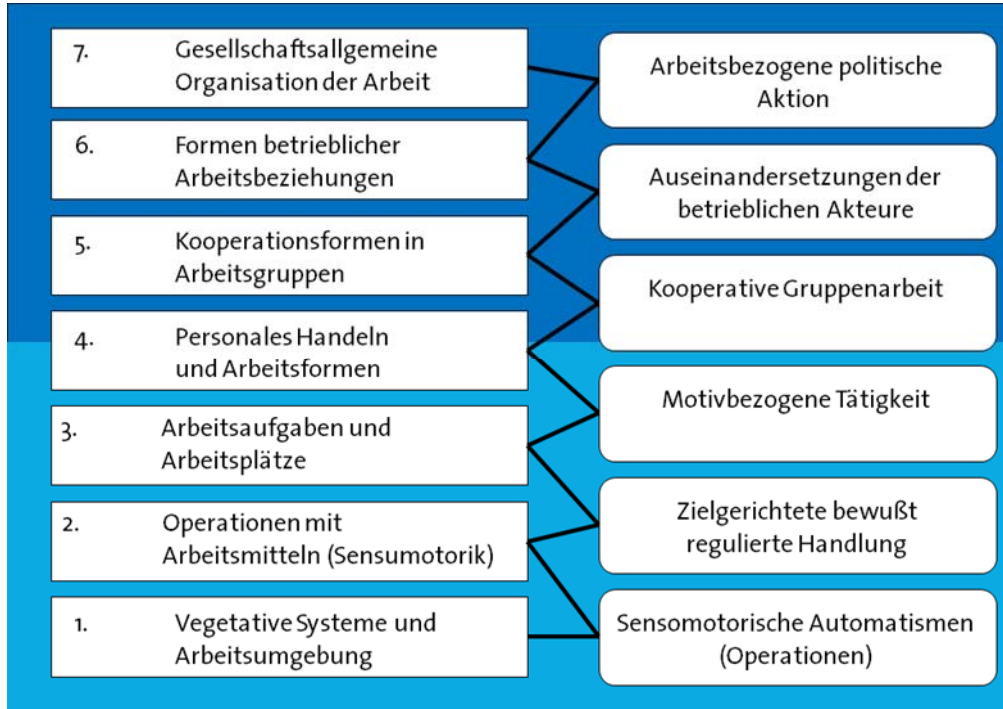 7. Gesellschaftsallgemeine
Organisation der Arbeit
6. Formen betrieblicher
Arbeitsbeziehungen
5. Kooperationsformen in
Arbeitsgruppen
4. Personales Handeln
und Arbeitsformen
3. Arbeitsaufgaben und
Arbeitsplätze
2. Operationen mit
Arbeitsmitteln (Sensumotorik)
1. Vegetative Systeme und
Arbeitsumgebung
Arbeitsbezogene politische
Aktion
Auseinandersetzungen der
betrieblichen Akteure
Kooperative Gruppenarbeit
Motivbezogene Tätigkeit
Zielgerichtete bewußt
regulierte Handlung
Sensomotorische Automatismen
(Operationen)